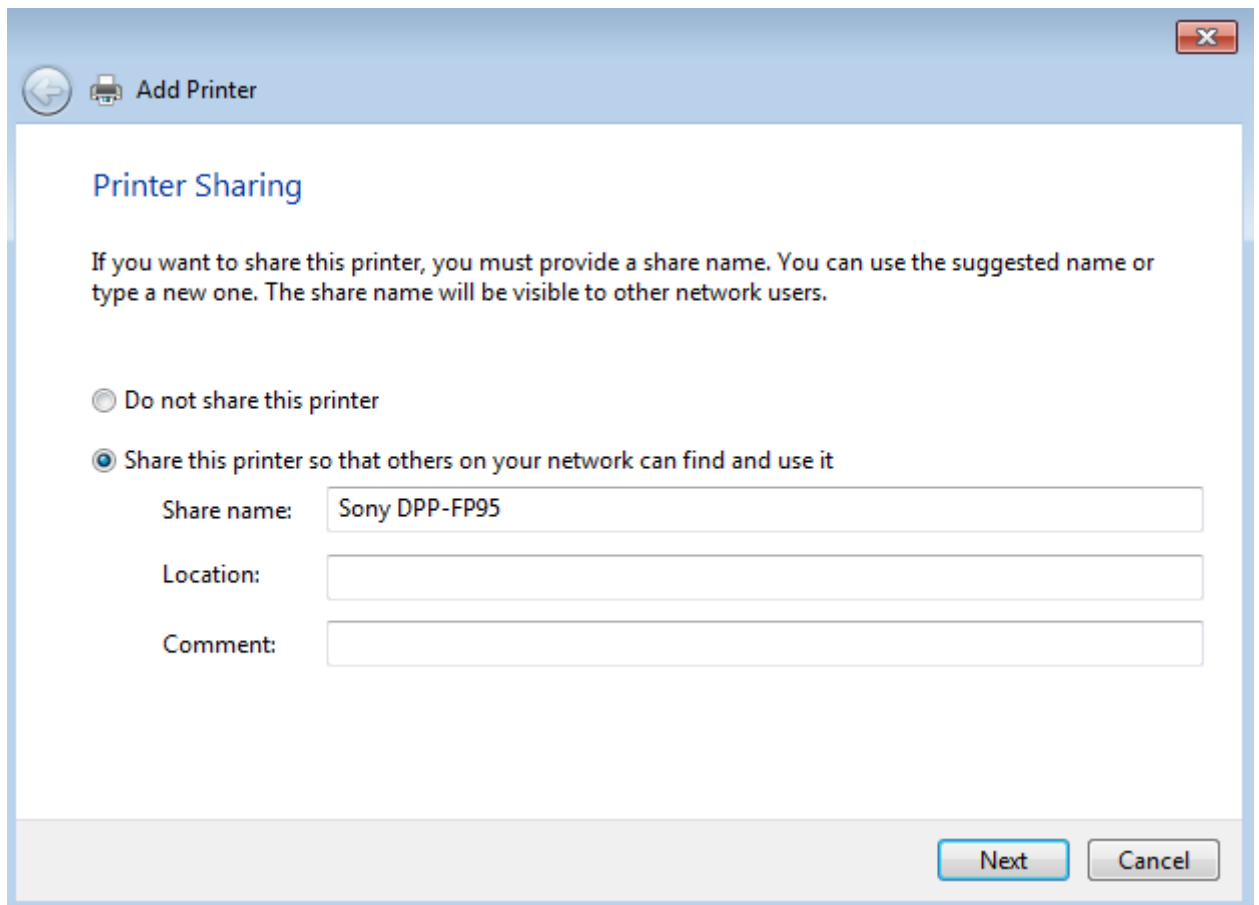 Add Printer
Printer Sharing
If you want to share this printer, you must provide a share name. You can use the suggested name or
type a new one. The share name will be visible to other network users.
Do not share this printer
Share this printer so that others on your network can find and use it
Share name: Sony DPP-FP95
Location:
Comment:
Next Cancel